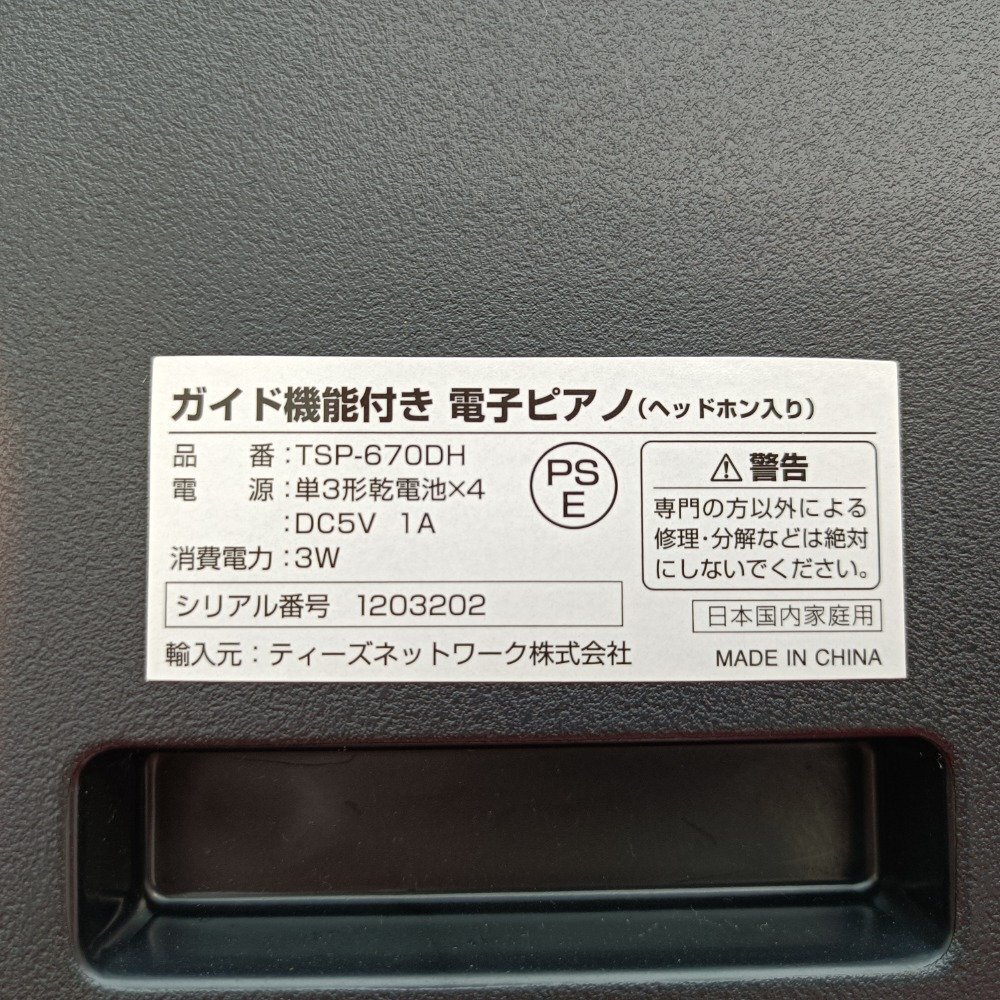 ガイド機能付き 電子ピアノ(ヘッドホン入り)
品番:TSP-670DH
電源:単3形乾電池×4
:DC5V 1A
消費電力:3W
シリアル番号 1203202
輸入元:ティーズネットワーク株式会社
PS
E
⚠警告
専門の方以外による
修理・分解などは絶対
にしないでください。
日本国内家庭用
MADE IN CHINA